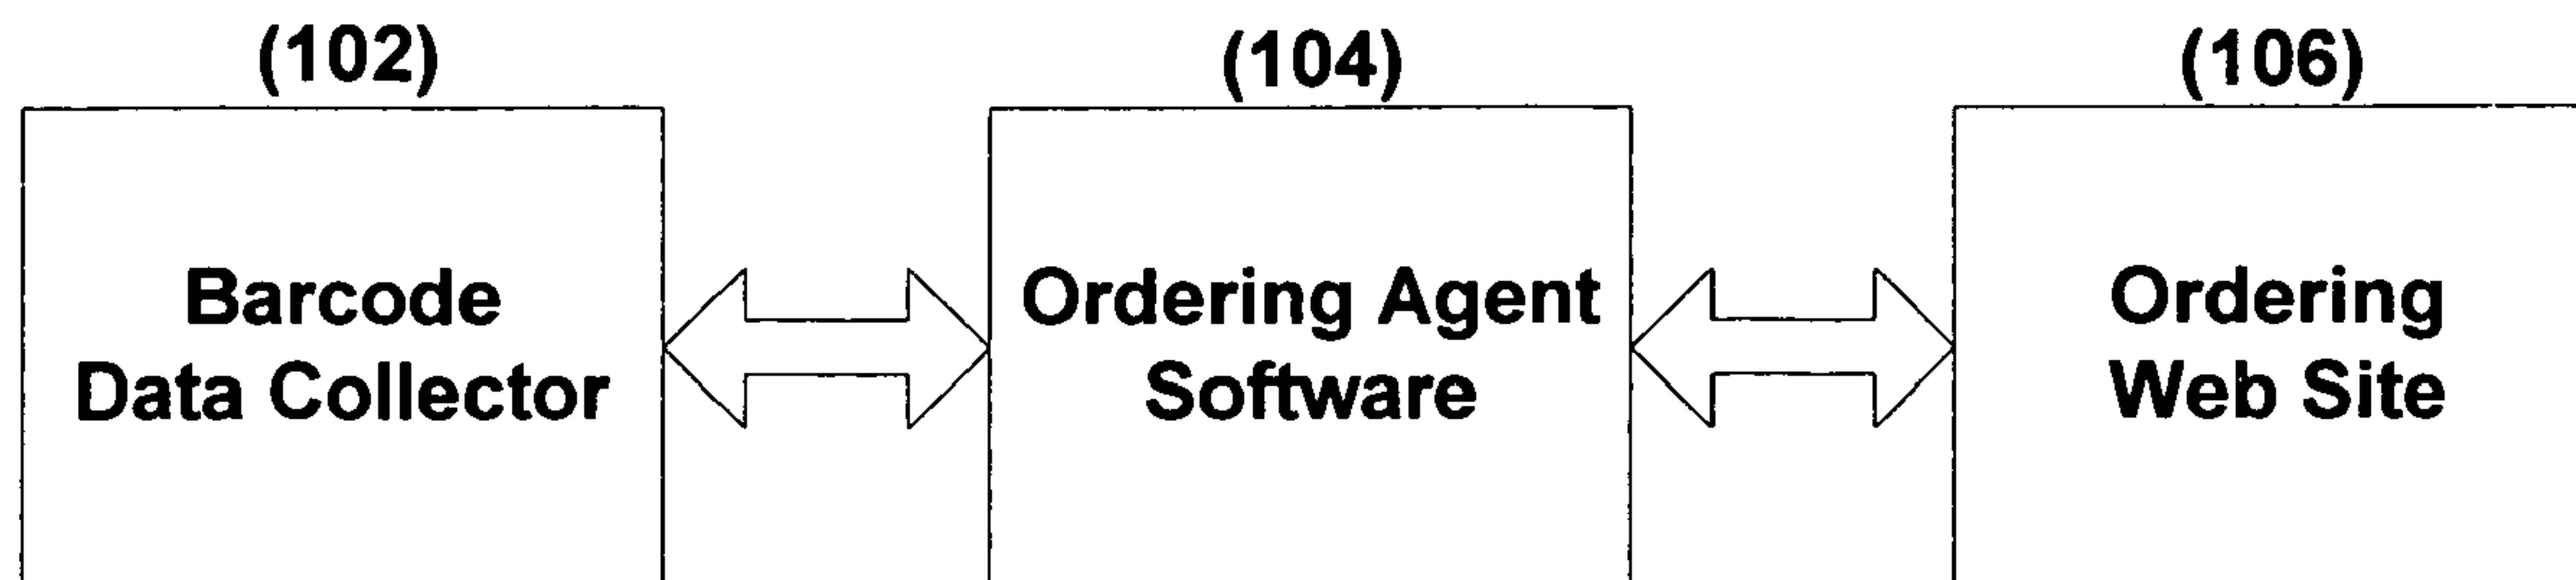 (102)
(104)
(106)
Barcode
Data Collector
Ordering Agent
Software
Ordering
Web Site